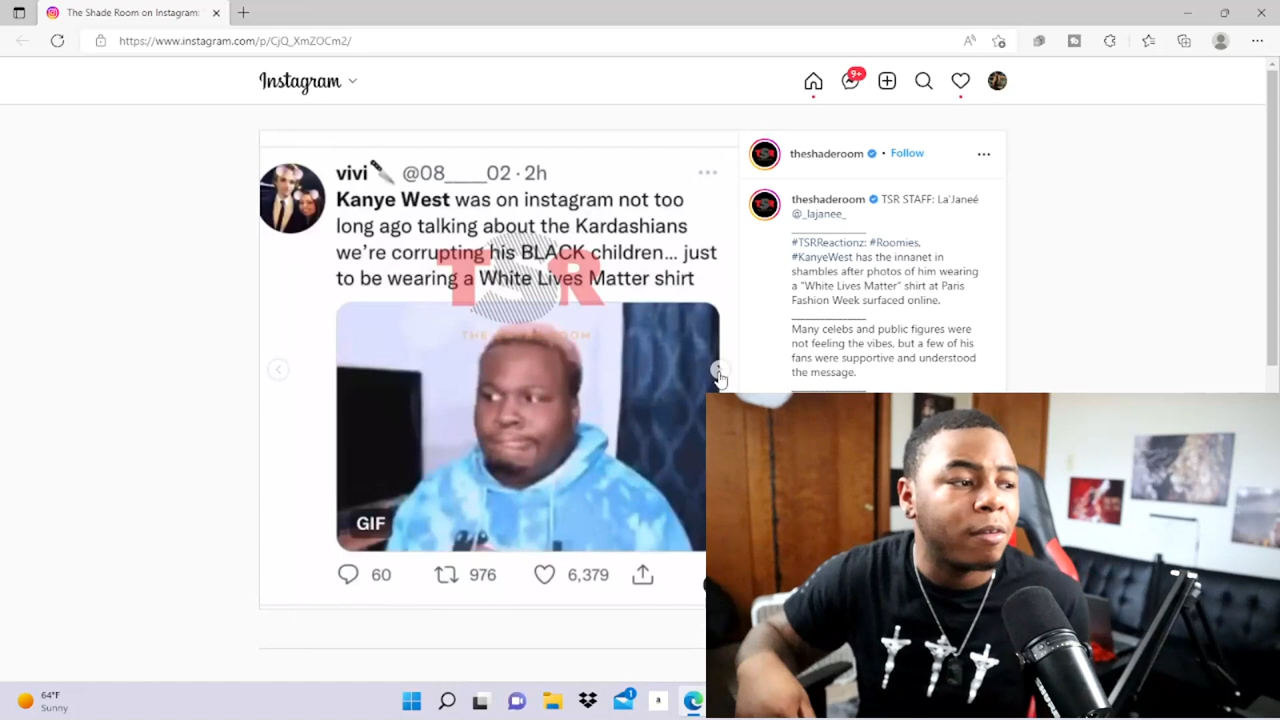 The Shade Room on Instagram:
https://www.instagram.com/p/CjQ_XmZOCm2/
Instagram
9+
vivi🔪 @08____02 · 2h
Kanye West was on instagram not too
long ago talking about the Kardashians
we're corrupting his BLACK children... just
to be wearing a White Lives Matter shirt
TSR
THE ROOM
GIF
60
976
6,379
theshaderoom • Follow
theshaderoom TSR STAFF: La'Janeé
@_lajanee_
#TSRReactionz: #Roomies,
#KanyeWest has the innanet in
shambles after photos of him wearing
a "White Lives Matter" shirt at Paris
Fashion Week surfaced online.
Many celebs and public figures were
not feeling the vibes, but a few of his
fans were supportive and understood
the message.
64°F
Sunny
1
a